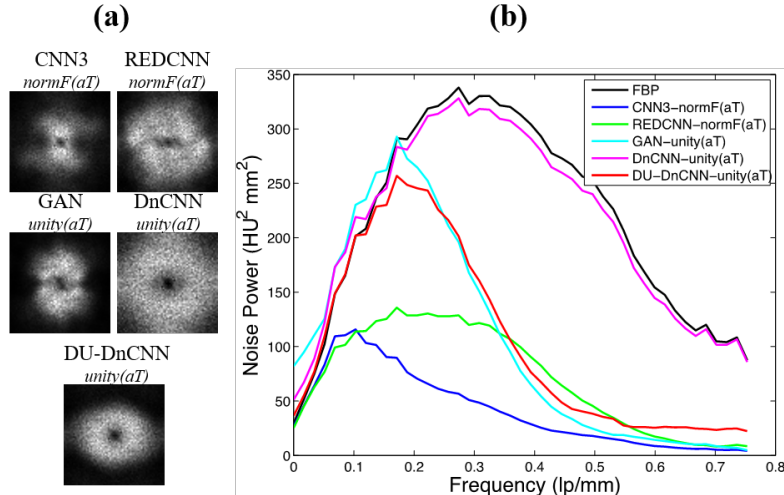 (a)
CNN3
normF(aT)
REDCNN
normF(aT)
GAN
unity(aT)
DnCNN
unity(aT)
DU-DnCNN
unity(aT)
(b)
350
300
250
200
150
100
50
0
Noise Power (HU² mm²)
FBP
CNN3–normF(aT)
REDCNN–normF(aT)
GAN–unity(aT)
DnCNN–unity(aT)
DU–DnCNN–unity(aT)
0 0.1 0.2 0.3 0.4 0.5 0.6 0.7 0.8
Frequency (lp/mm)